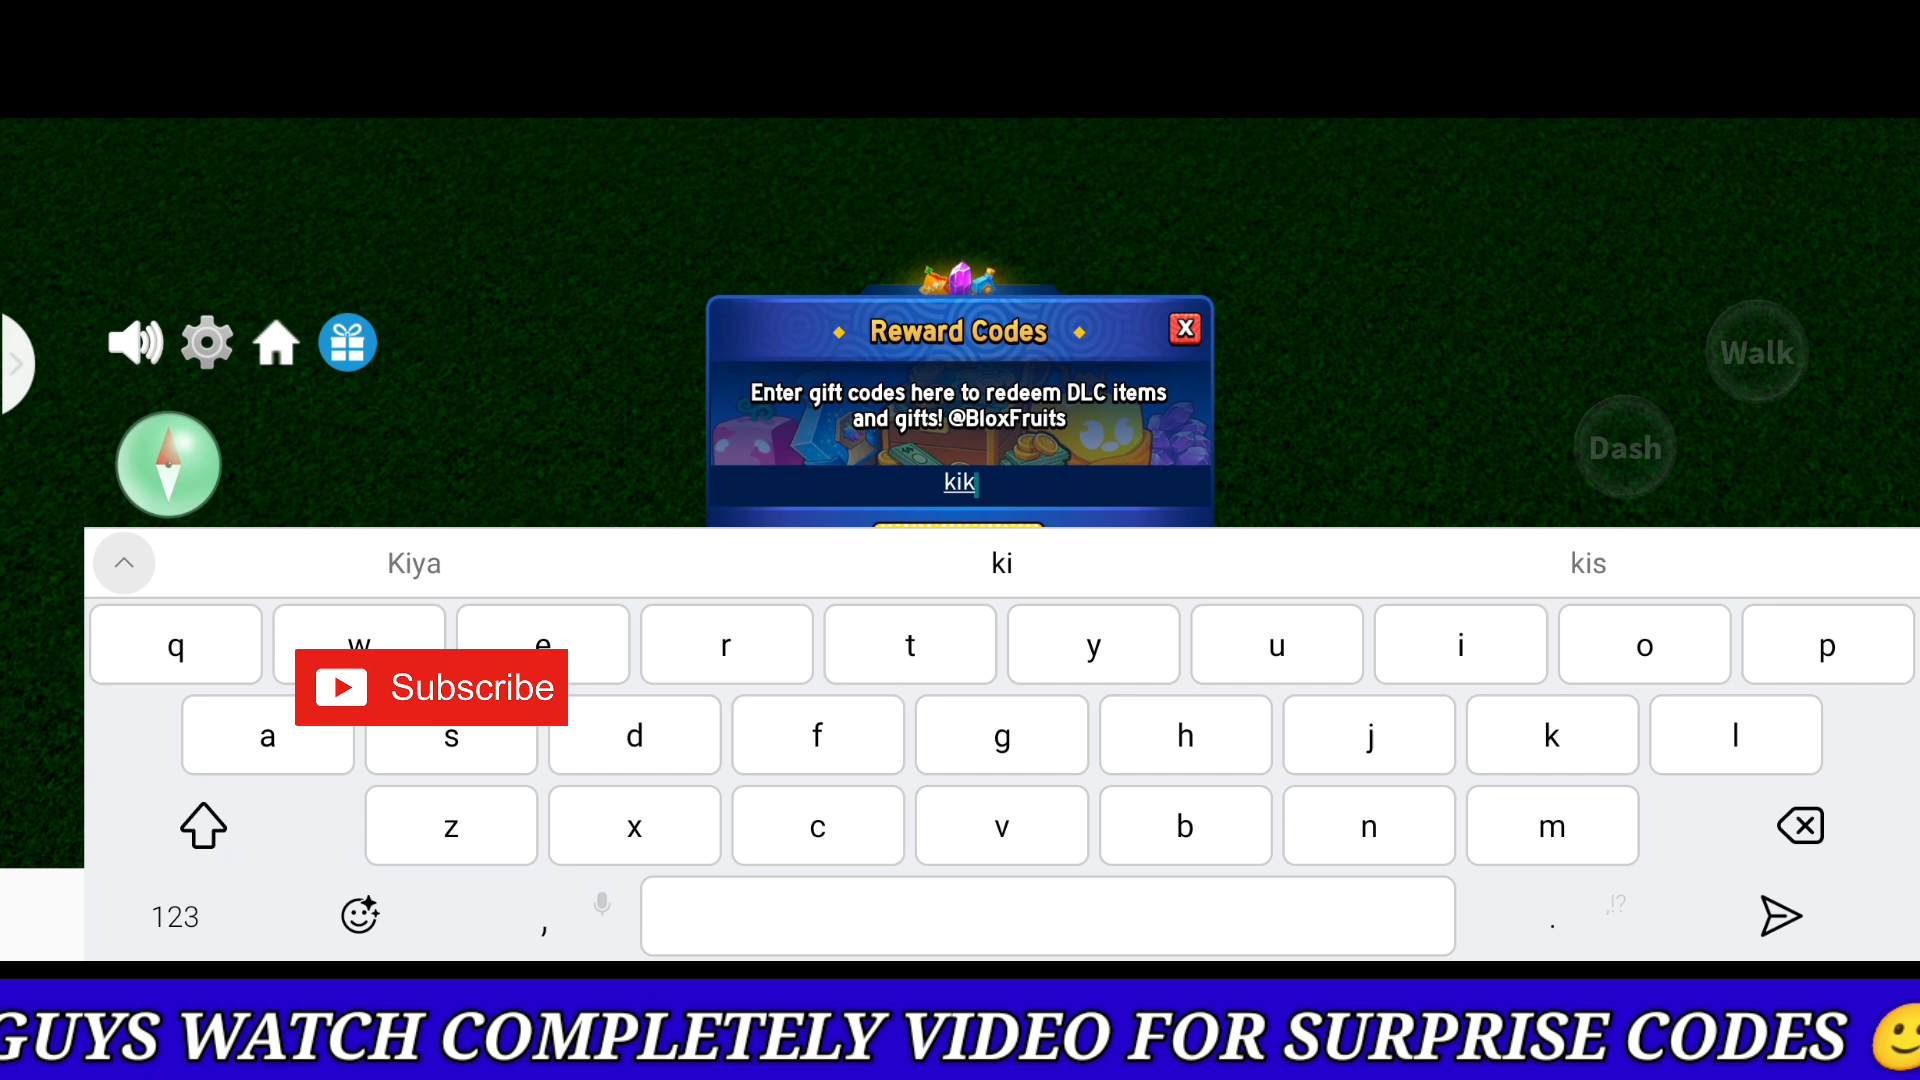 Reward Codes
X
Enter gift codes here to redeem DLC items
and gifts! @BloxFruits
kik
Walk
Dash
Kiya ki kis
q w e r t y u i o p
Subscribe
a s d f g h j k l
z x c v b n m
123 , . ,!?
GUYS WATCH COMPLETELY VIDEO FOR SURPRISE CODES 🙂